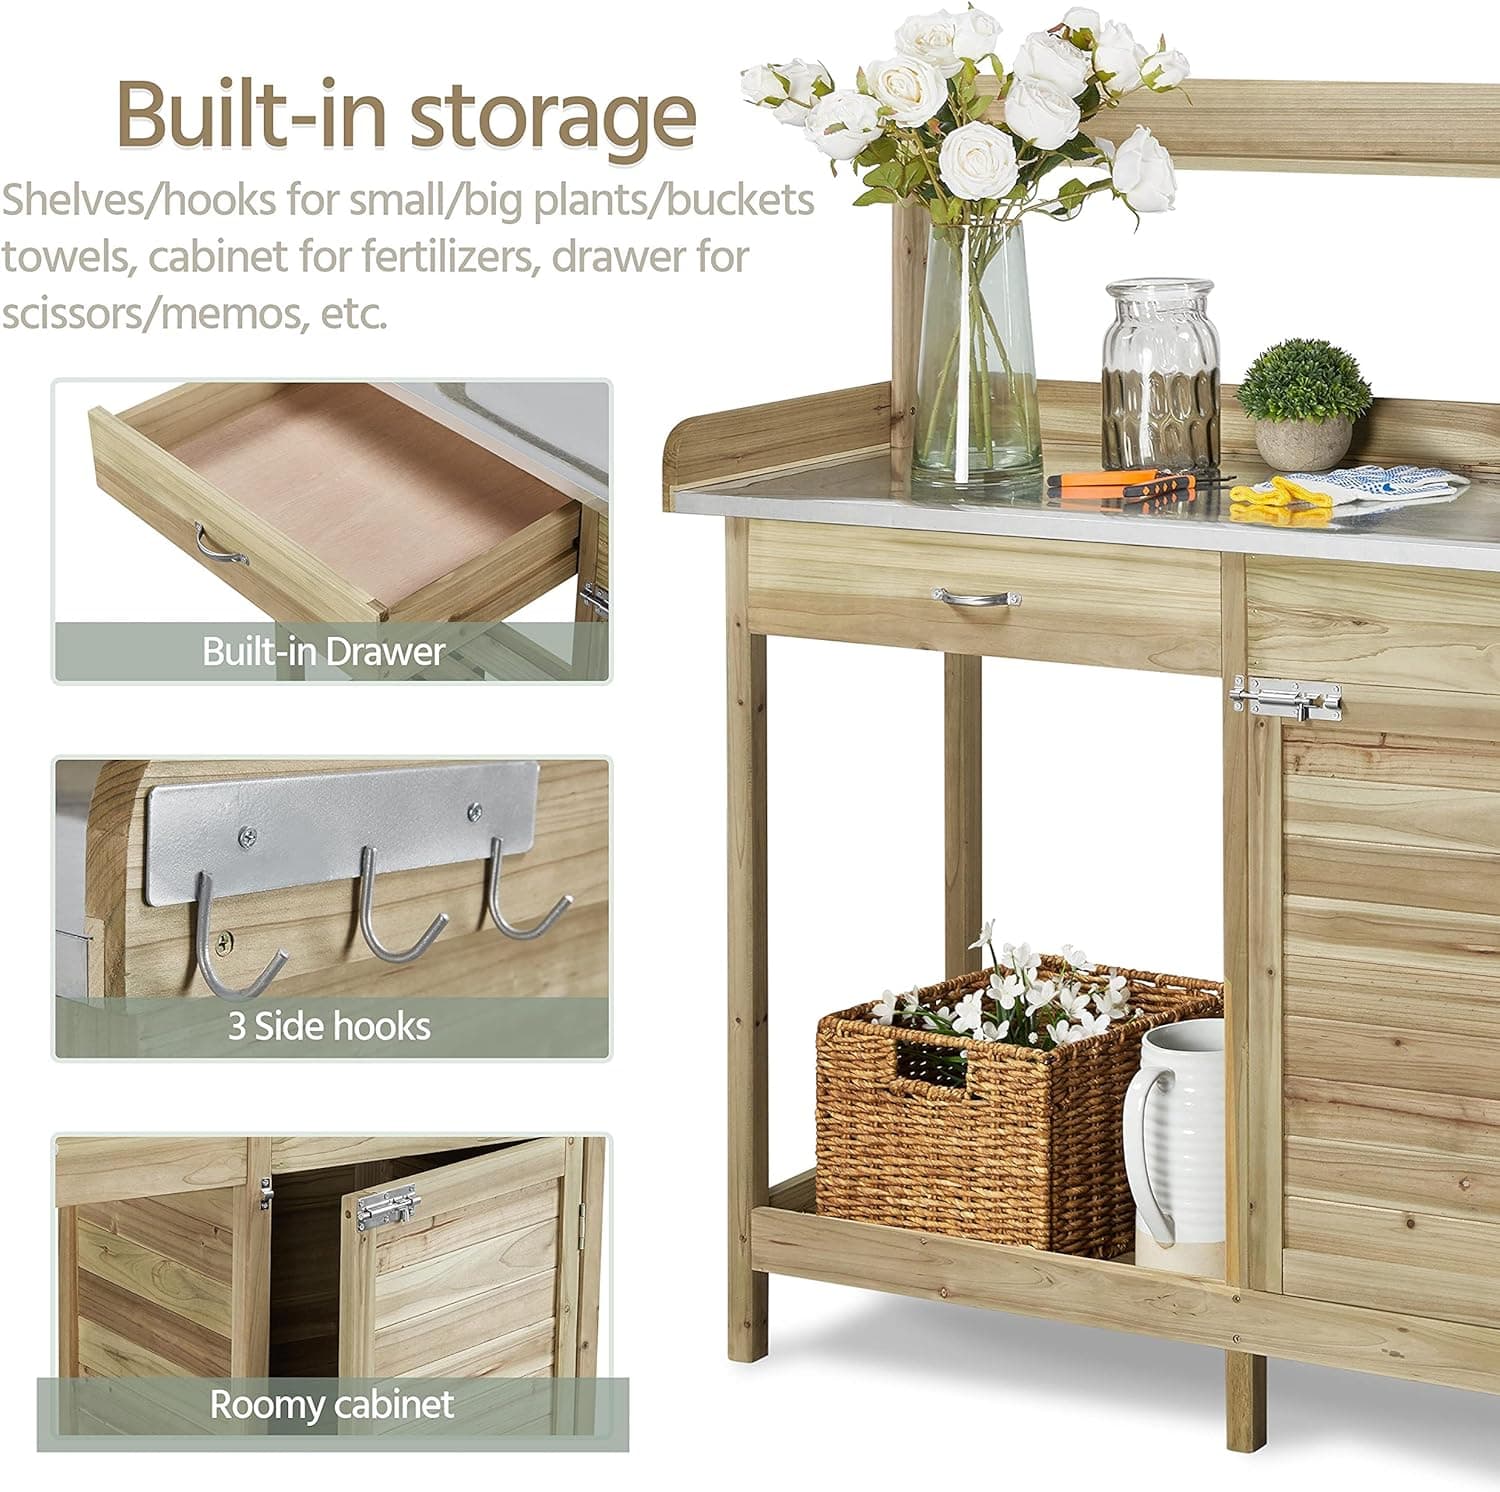 Built-in storage
Shelves/hooks for small/big plants/buckets
towels, cabinet for fertilizers, drawer for
scissors/memos, etc.
Built-in Drawer
3 Side hooks
Roomy cabinet